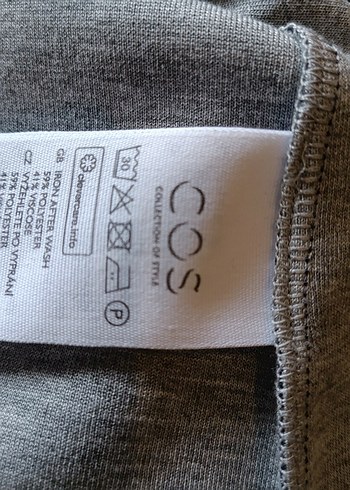 COS
COLLECTION OF STYLE
30
P
clevercare.info
GB IRON AFTER WASH
59% POLYESTER
41% VISCOSE
CZ VYŽEHLETE PO VYPRÁNÍ
59% POLYESTER
41%